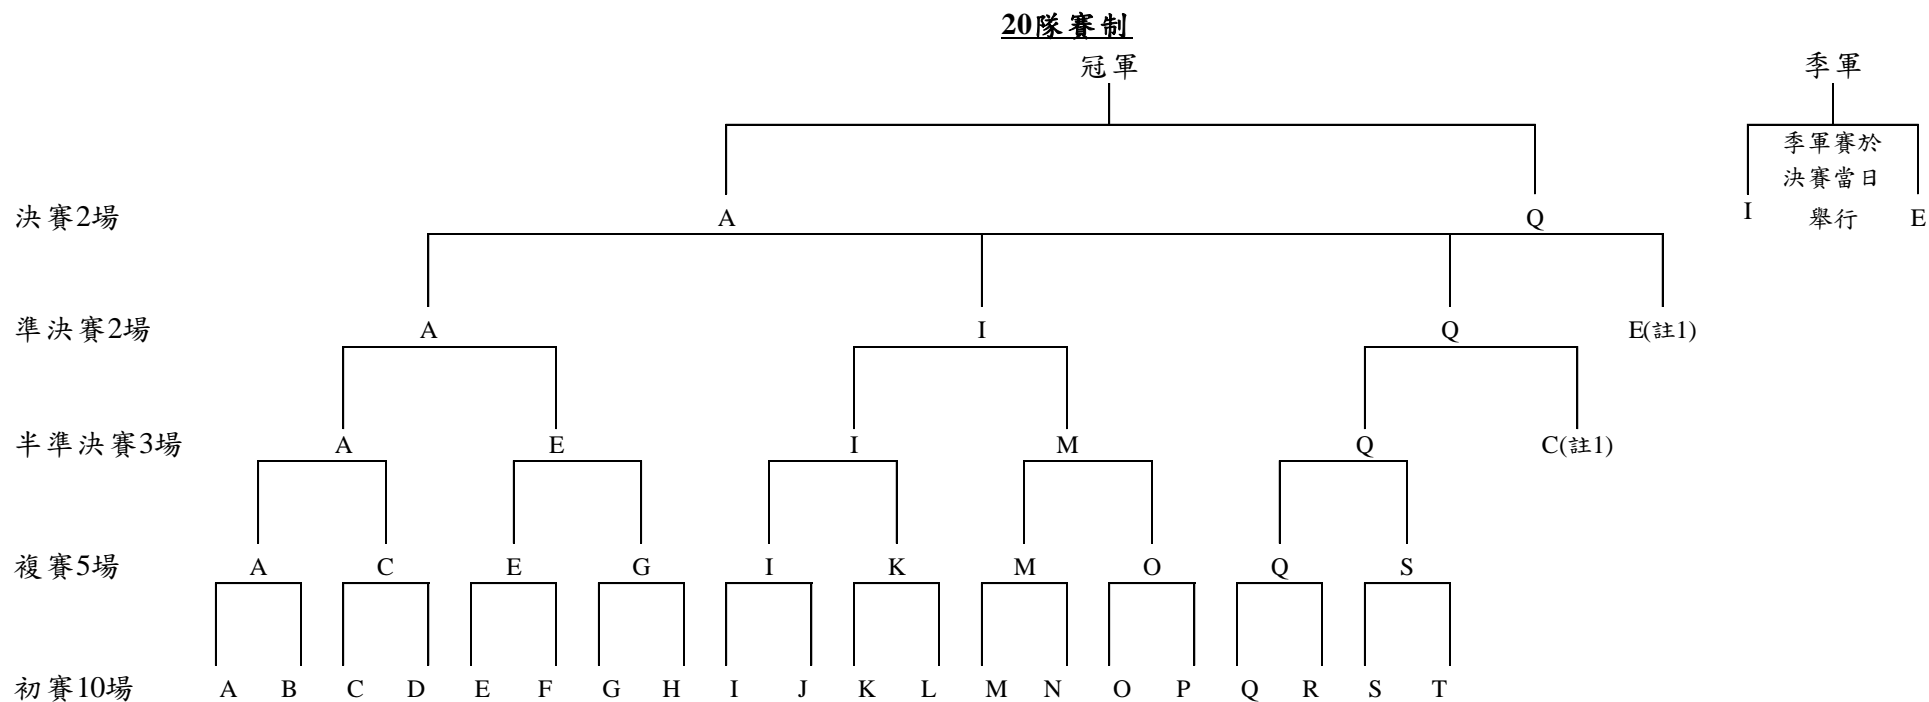 20隊賽制
冠軍
季軍
季軍賽於
決賽當日
舉行
決賽2場 A Q I E
準決賽2場 A I Q E(註1)
半準決賽3場 A E I M Q C(註1)
複賽5場 A C E G I K M O Q S
初賽10場 A B C D E F G H I J K L M N O P Q R S T